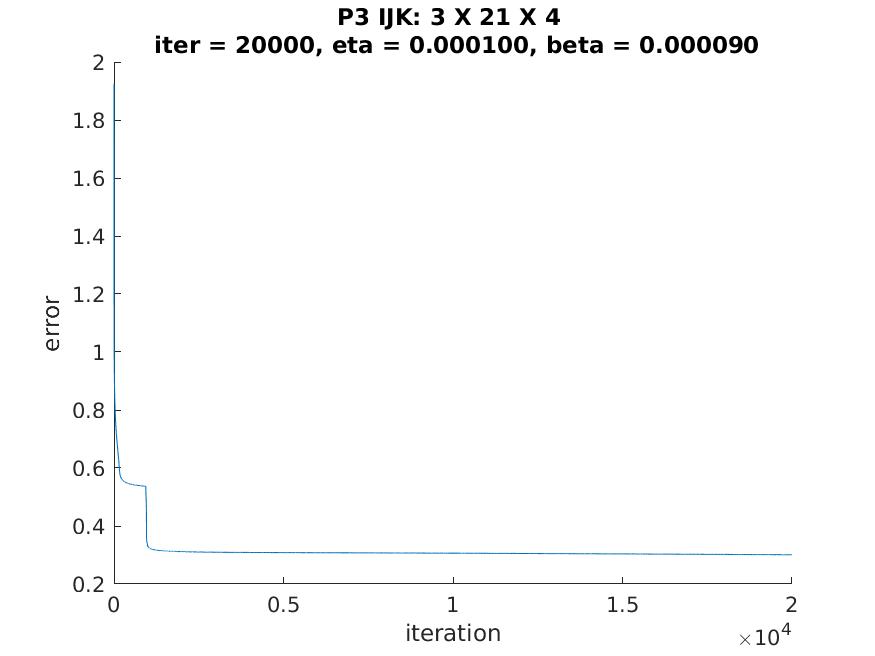 P3 IJK: 3 X 21 X 4
iter = 20000, eta = 0.000100, beta = 0.000090
2
1.8
1.6
1.4
1.2
1
0.8
0.6
0.4
0.2
error
0 0.5 1 1.5 2
iteration
×10⁴